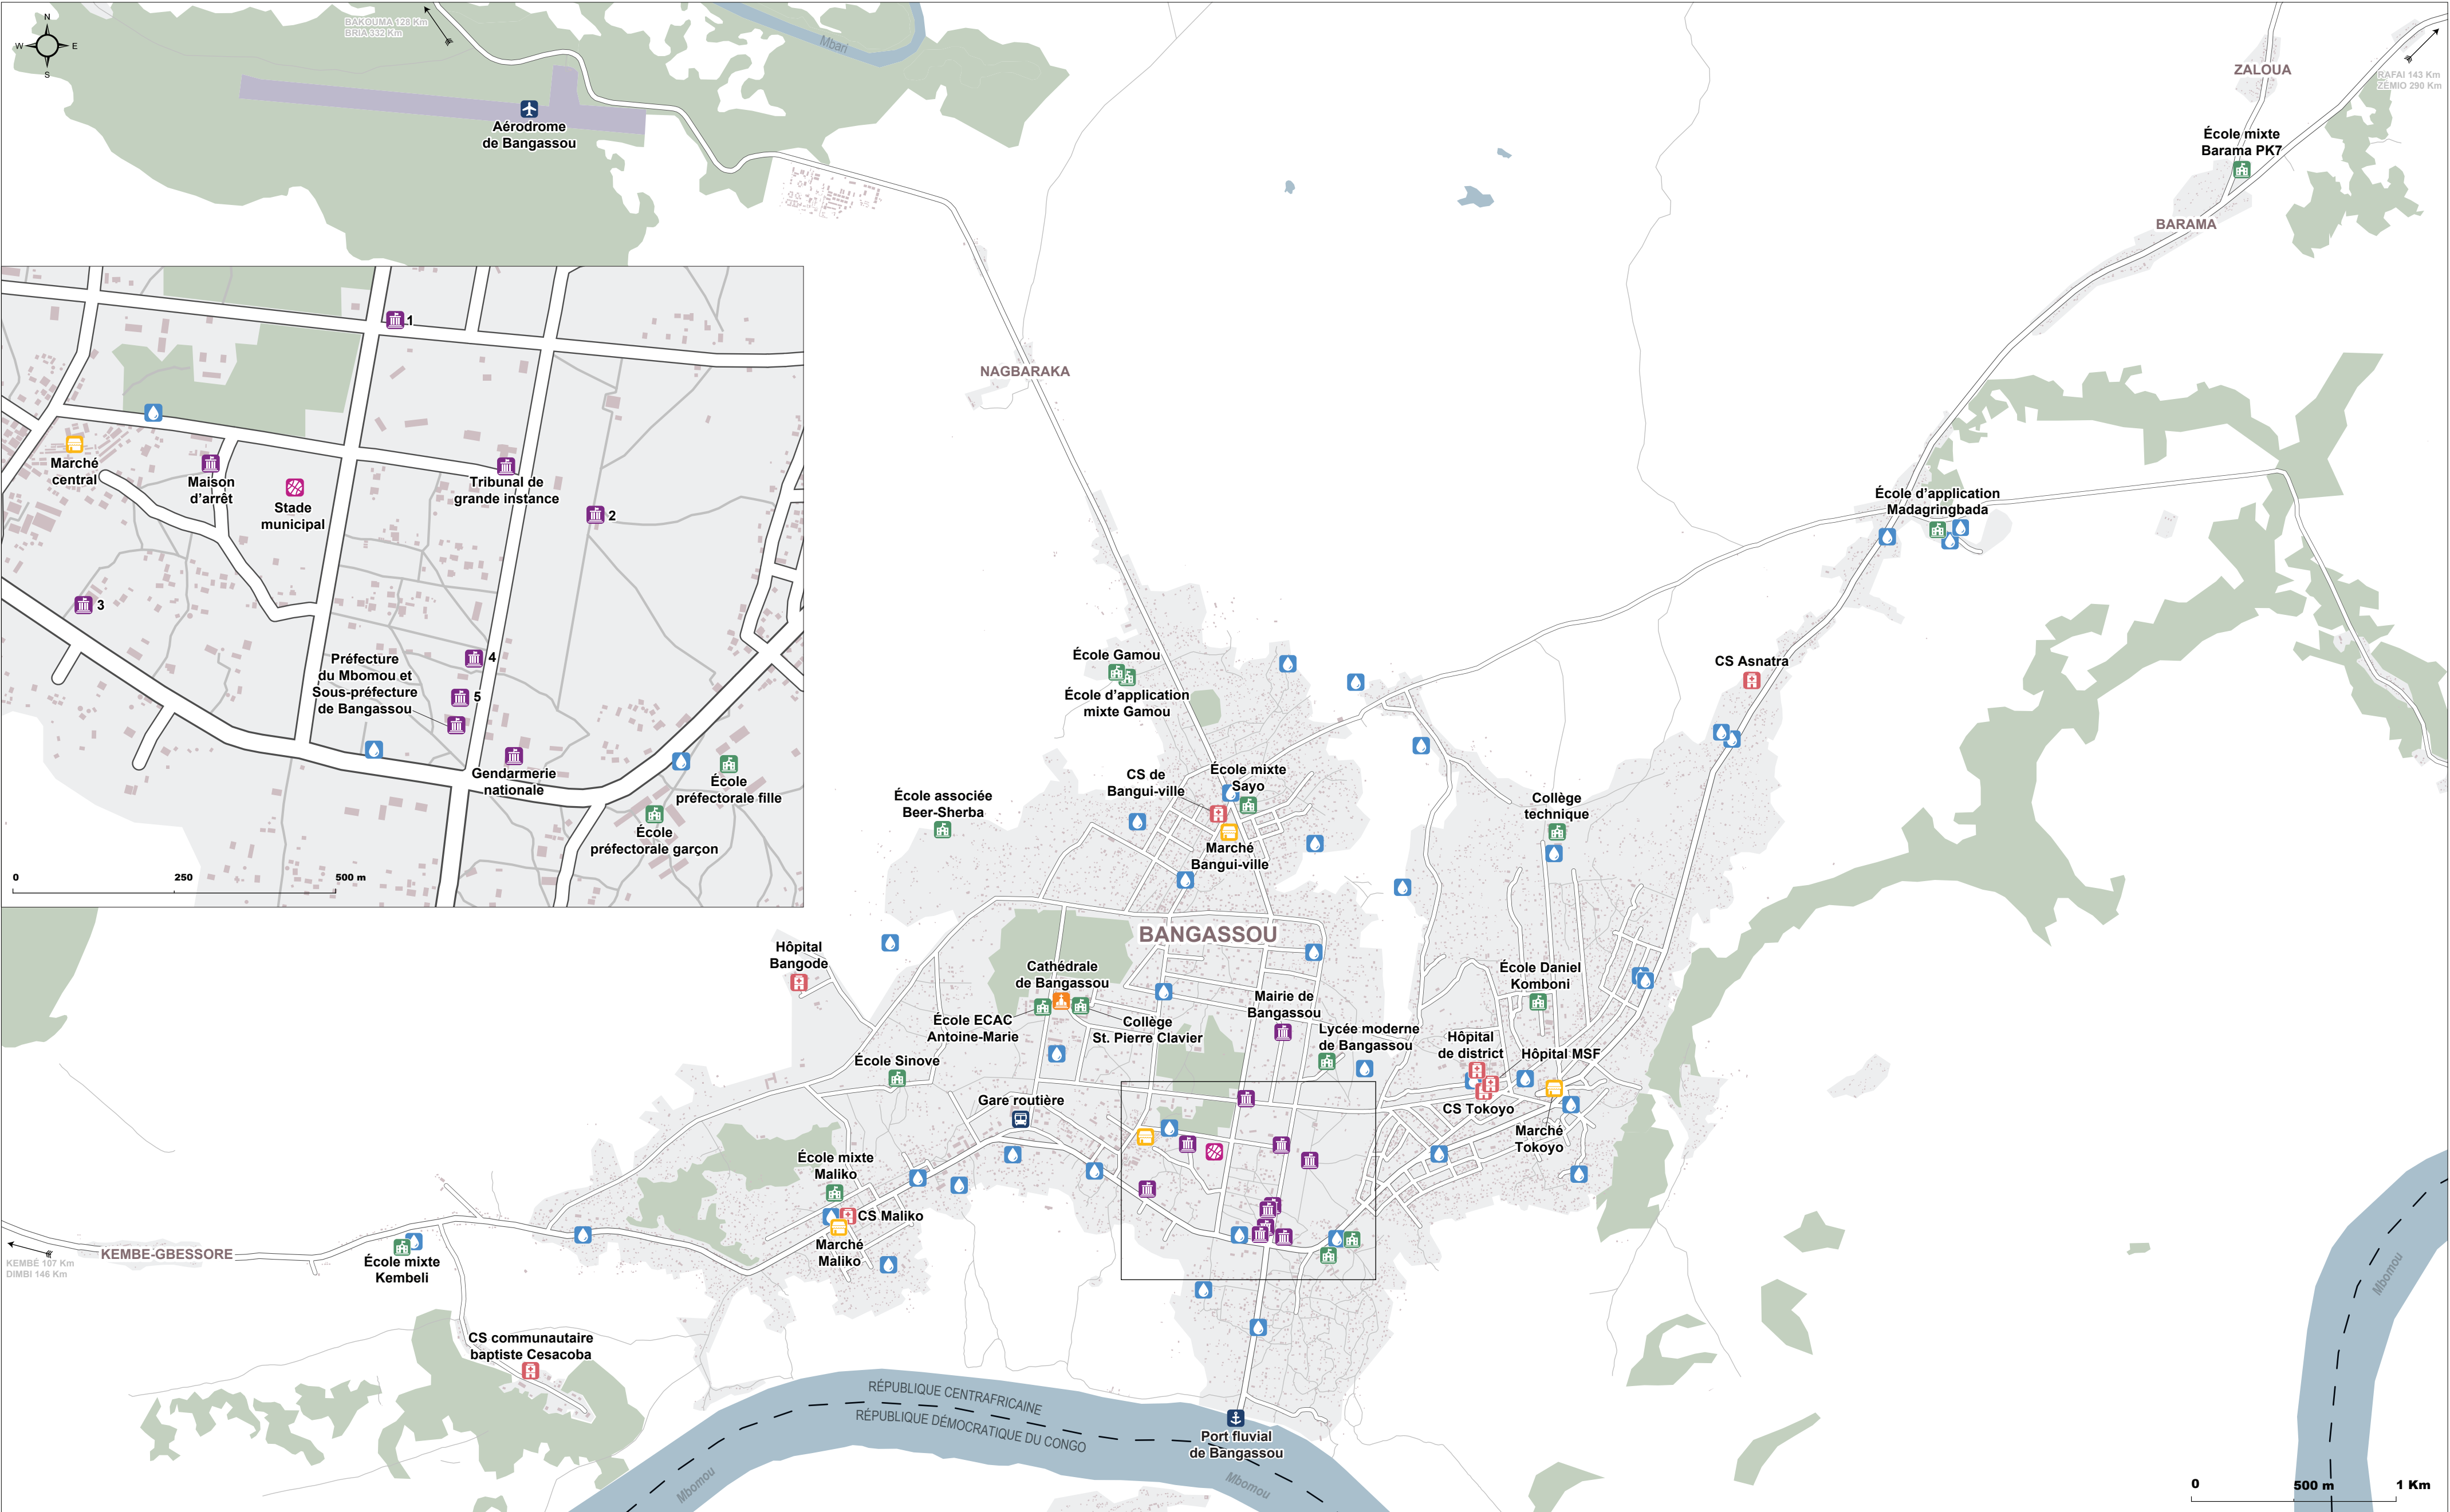 N
W
E
S
BAKOUMA 128 Km
BRIA 332 Km
Mbari
ZALOUA
RAFAI 143 Km
ZÉMIO 290 Km
Aérodrome
de Bangassou
École mixte
Barama PK7
BARAMA
NAGBARAKA
1
Marché
central
Maison
d'arrêt
Stade
municipal
Tribunal de
grande instance
2
3
Préfecture
du Mbomou et
Sous-préfecture
de Bangassou
4
5
Gendarmerie
nationale
École
préfectorale fille
École
préfectorale garçon
0
250
500 m
École d'application
Madagringbada
École Gamou
École d'application
mixte Gamou
CS Asnatra
CS de
Bangui-ville
École mixte
Sayo
École associée
Beer-Sherba
Marché
Bangui-ville
Collège
technique
BANGASSOU
Hôpital
Bangode
Cathédrale
de Bangassou
École ECAC
Antoine-Marie
Collège
St. Pierre Clavier
Mairie de
Bangassou
Lycée moderne
de Bangassou
École Daniel
Komboni
Hôpital
de district
Hôpital MSF
École Sinove
Gare routière
CS Tokoyo
Marché
Tokoyo
École mixte
Maliko
CS Maliko
Marché
Maliko
KEMBE-GBESSORE
KEMBÉ 107 Km
DIMBI 146 Km
École mixte
Kembeli
CS communautaire
baptiste Cesacoba
RÉPUBLIQUE CENTRAFRICAINE
RÉPUBLIQUE DÉMOCRATIQUE DU CONGO
Port fluvial
de Bangassou
Mbomou
Mbomou
Mbomou
0
500 m
1 Km